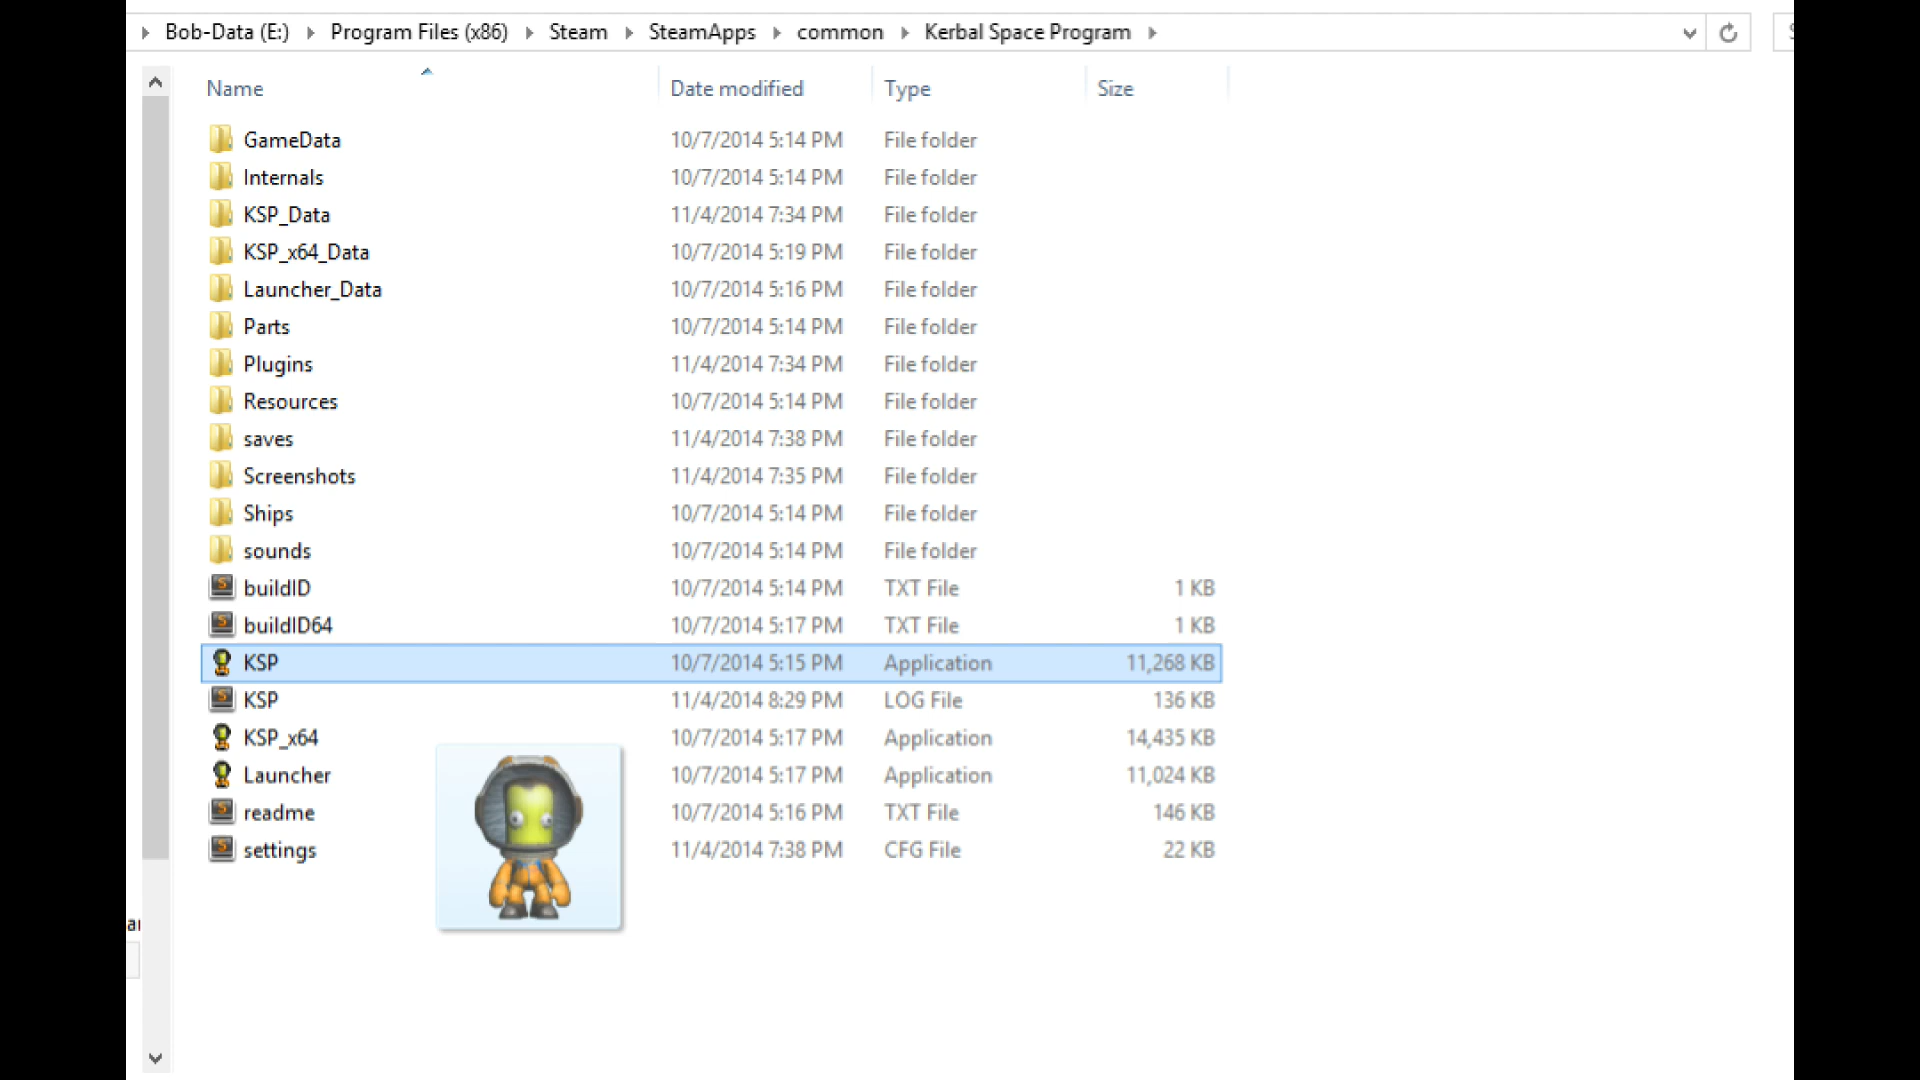 Bob-Data (E:) Program Files (x86) Steam SteamApps common Kerbal Space Program
Name Date modified Type Size
GameData 10/7/2014 5:14 PM File folder
Internals 10/7/2014 5:14 PM File folder
KSP_Data 11/4/2014 7:34 PM File folder
KSP_x64_Data 10/7/2014 5:19 PM File folder
Launcher_Data 10/7/2014 5:16 PM File folder
Parts 10/7/2014 5:14 PM File folder
Plugins 11/4/2014 7:34 PM File folder
Resources 10/7/2014 5:14 PM File folder
saves 11/4/2014 7:38 PM File folder
Screenshots 11/4/2014 7:35 PM File folder
Ships 10/7/2014 5:14 PM File folder
sounds 10/7/2014 5:14 PM File folder
buildID 10/7/2014 5:14 PM TXT File 1 KB
buildID64 10/7/2014 5:17 PM TXT File 1 KB
KSP 10/7/2014 5:15 PM Application 11,268 KB
KSP 11/4/2014 8:29 PM LOG File 136 KB
KSP_x64 10/7/2014 5:17 PM Application 14,435 KB
Launcher 10/7/2014 5:17 PM Application 11,024 KB
readme 10/7/2014 5:16 PM TXT File 146 KB
settings 11/4/2014 7:38 PM CFG File 22 KB